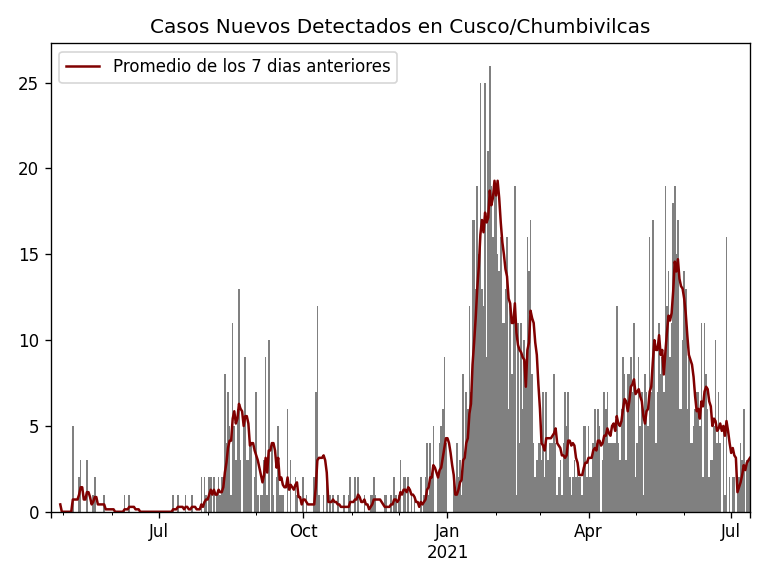 Casos Nuevos Detectados en Cusco/Chumbivilcas
Promedio de los 7 dias anteriores
25
20
15
10
5
0
Jul Oct Jan Apr Jul
2021